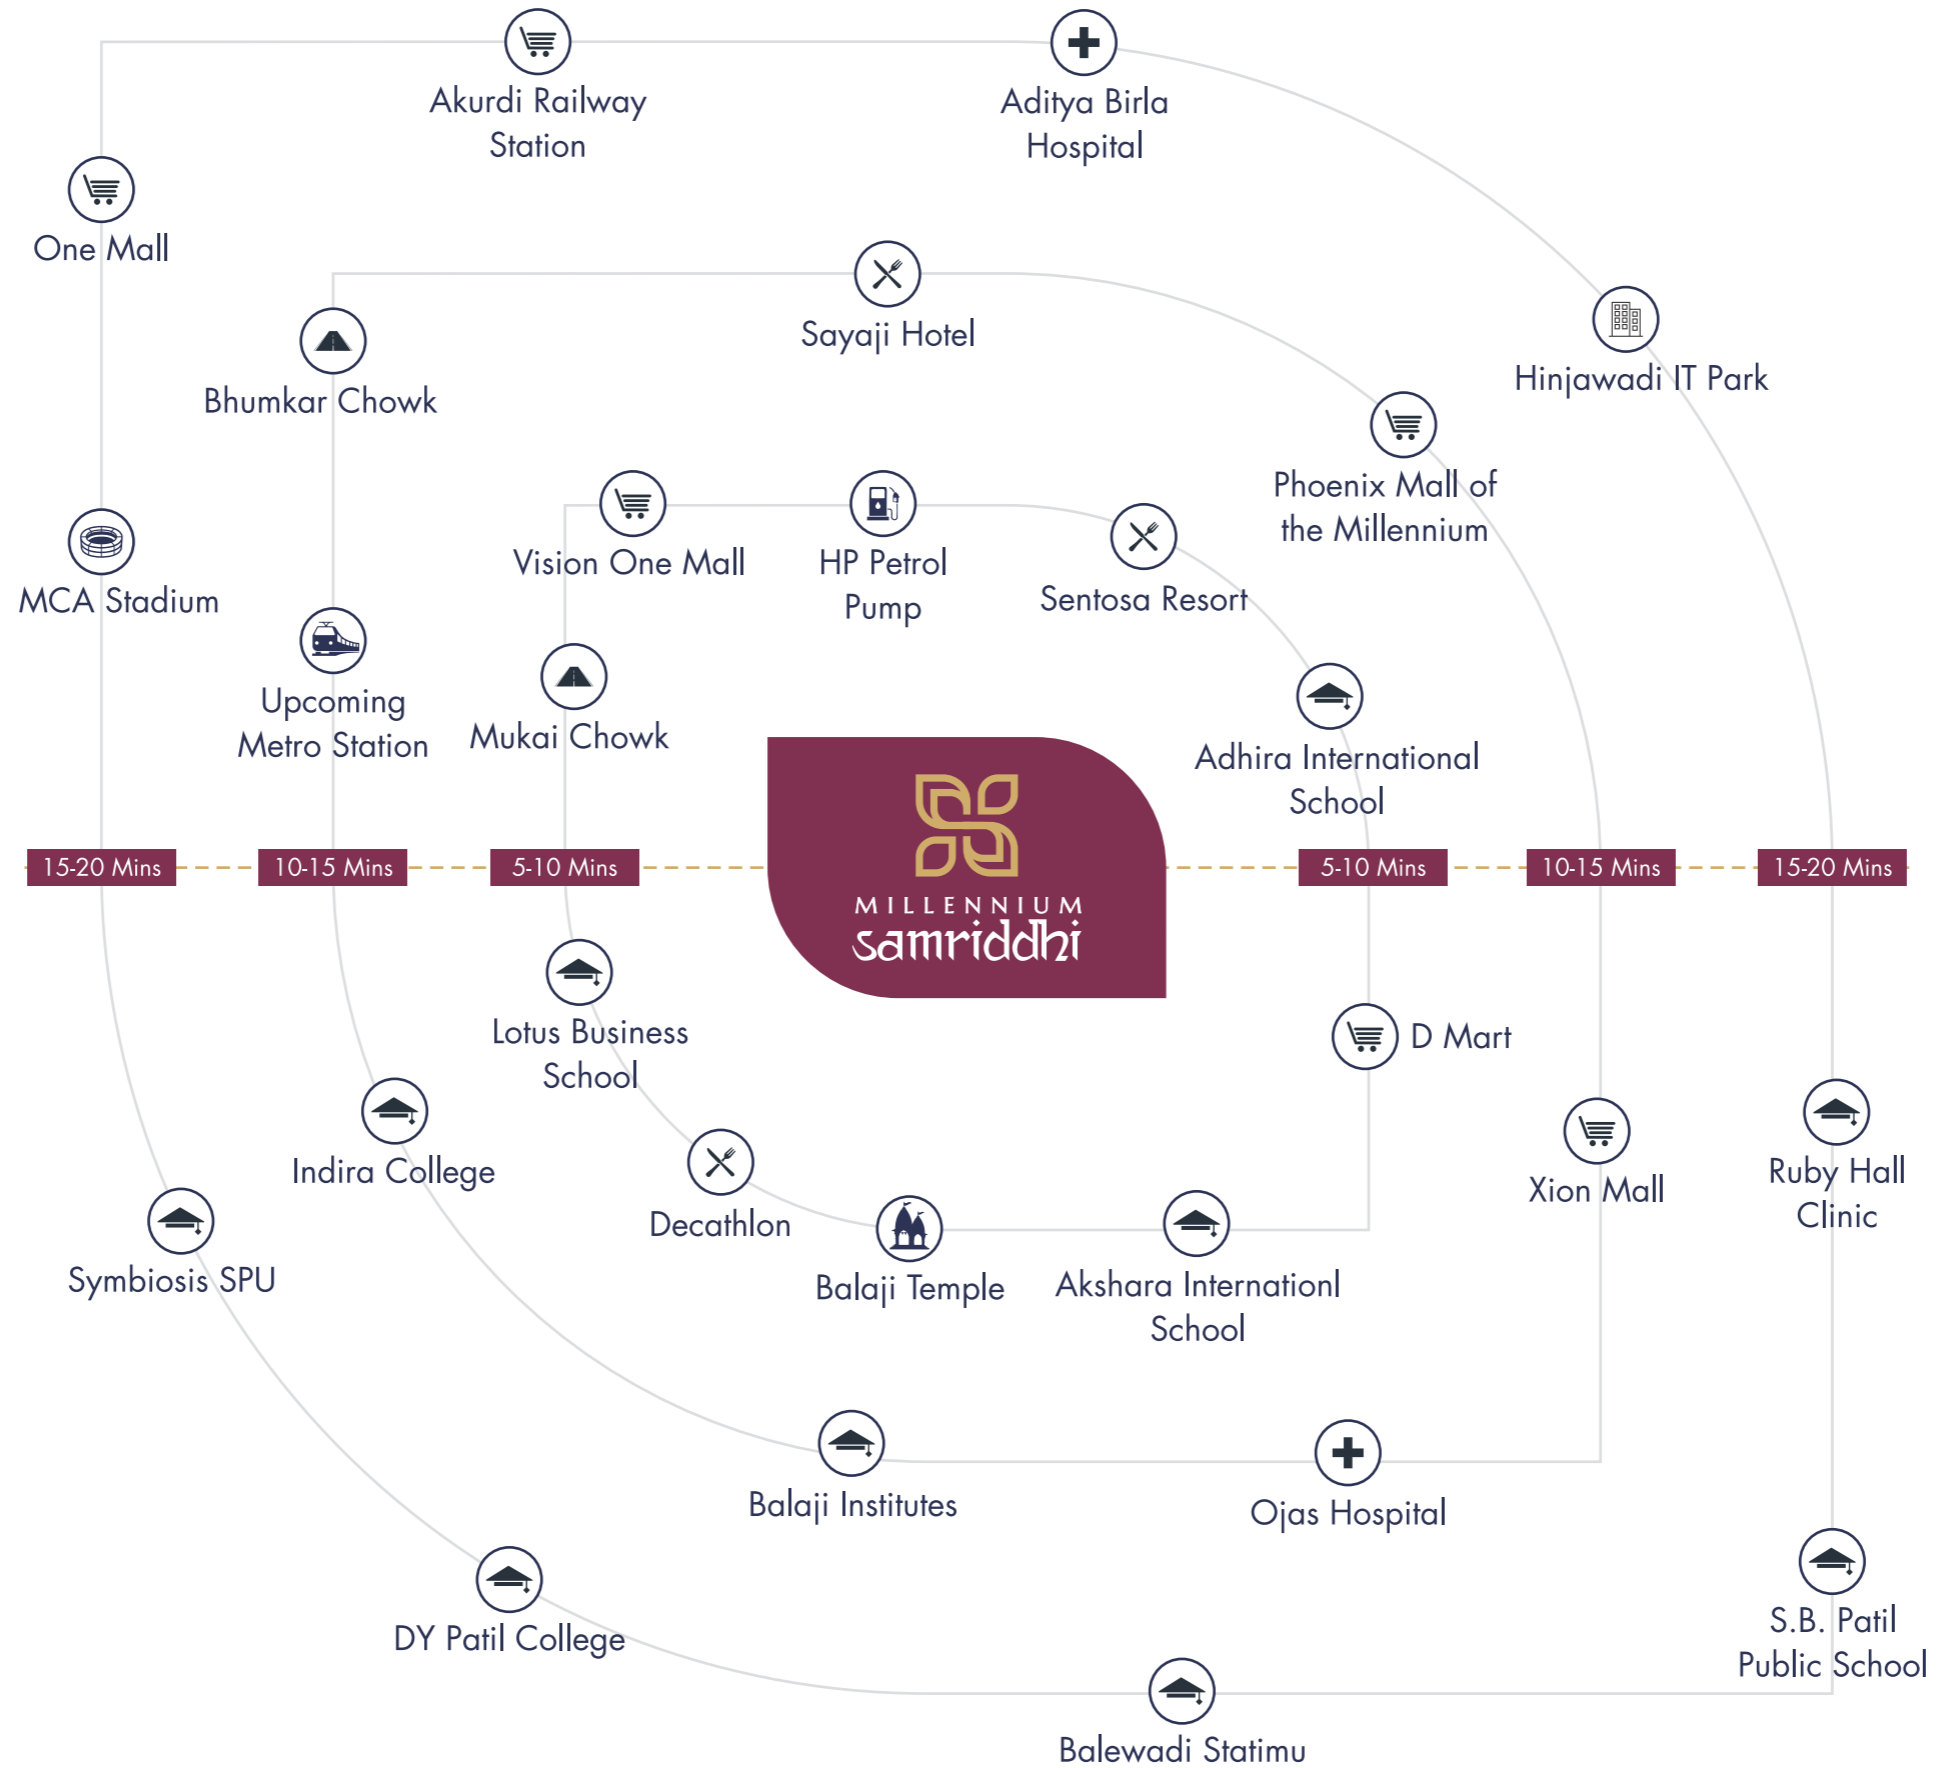 Akurdi Railway
Station
Aditya Birla
Hospital
One Mall
Sayaji Hotel
Hinjawadi IT Park
Bhumkar Chowk
Phoenix Mall of
the Millennium
Vision One Mall
HP Petrol
Pump
Sentosa Resort
MCA Stadium
Upcoming
Metro Station
Mukai Chowk
Adhira International
School
15-20 Mins
10-15 Mins
5-10 Mins
MILLENNIUM
samriddhi
5-10 Mins
10-15 Mins
15-20 Mins
Lotus Business
School
D Mart
Indira College
Xion Mall
Ruby Hall
Clinic
Decathlon
Symbiosis SPU
Balaji Temple
Akshara Internationl
School
Balaji Institutes
Ojas Hospital
DY Patil College
S.B. Patil
Public School
Balewadi Statimu